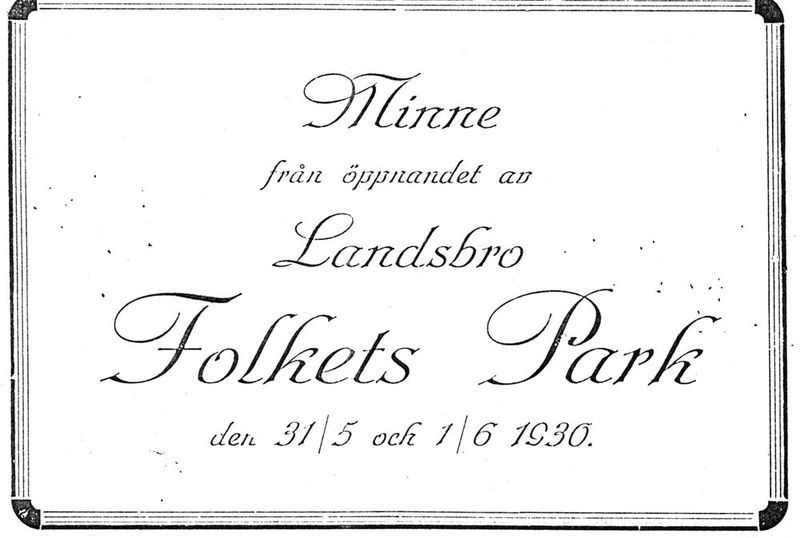 Minne
från öppnandet av
Landsbro
Folkets Park
den 31/5 och 1/6 1930.